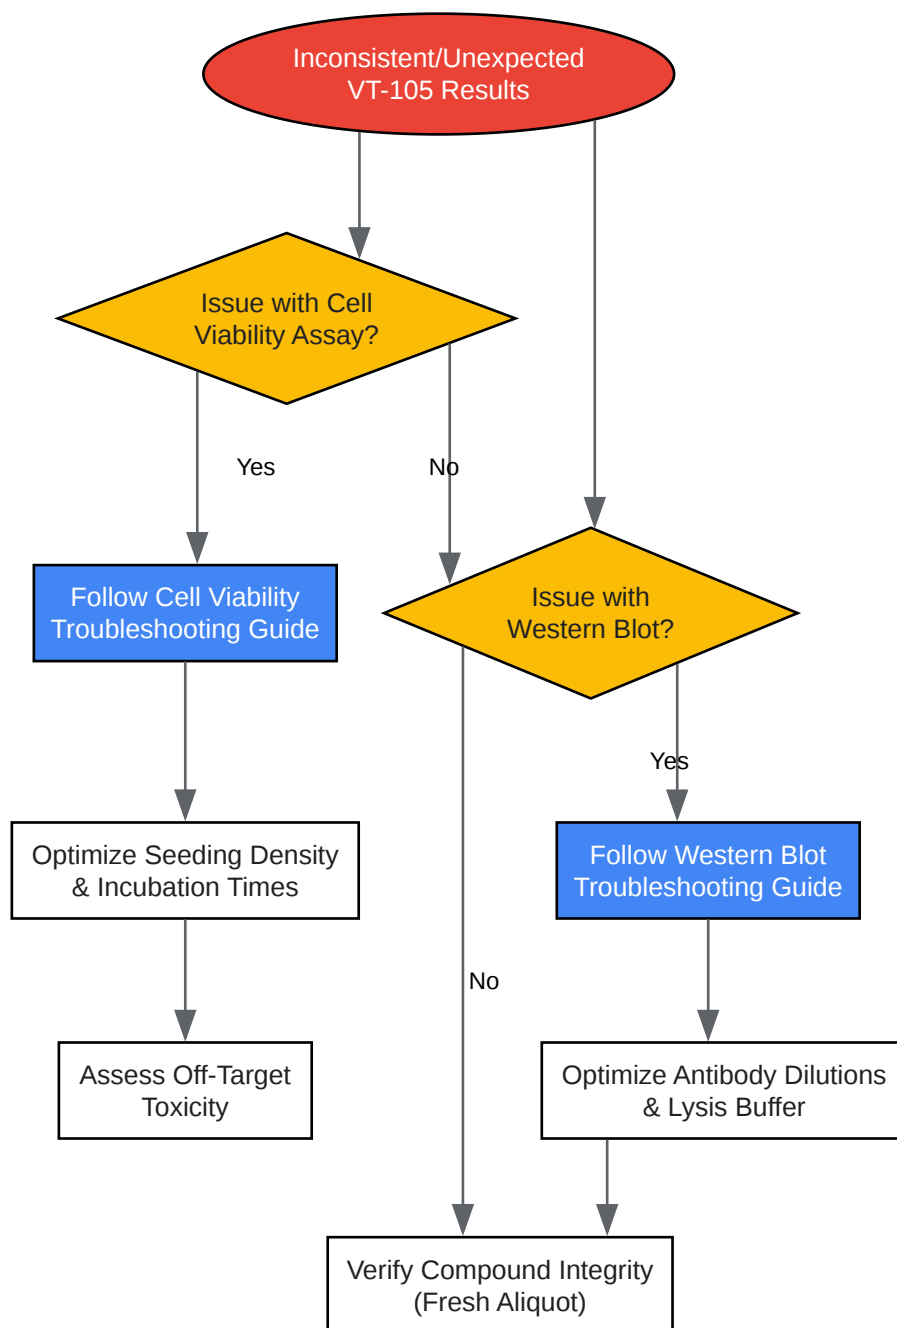 Inconsistent/Unexpected
VT-105 Results
Issue with Cell
Viability Assay?
Yes
No
Follow Cell Viability
Troubleshooting Guide
Issue with
Western Blot?
Yes
Optimize Seeding Density
& Incubation Times
Follow Western Blot
Troubleshooting Guide
No
Assess Off-Target
Toxicity
Optimize Antibody Dilutions
& Lysis Buffer
Verify Compound Integrity
(Fresh Aliquot)